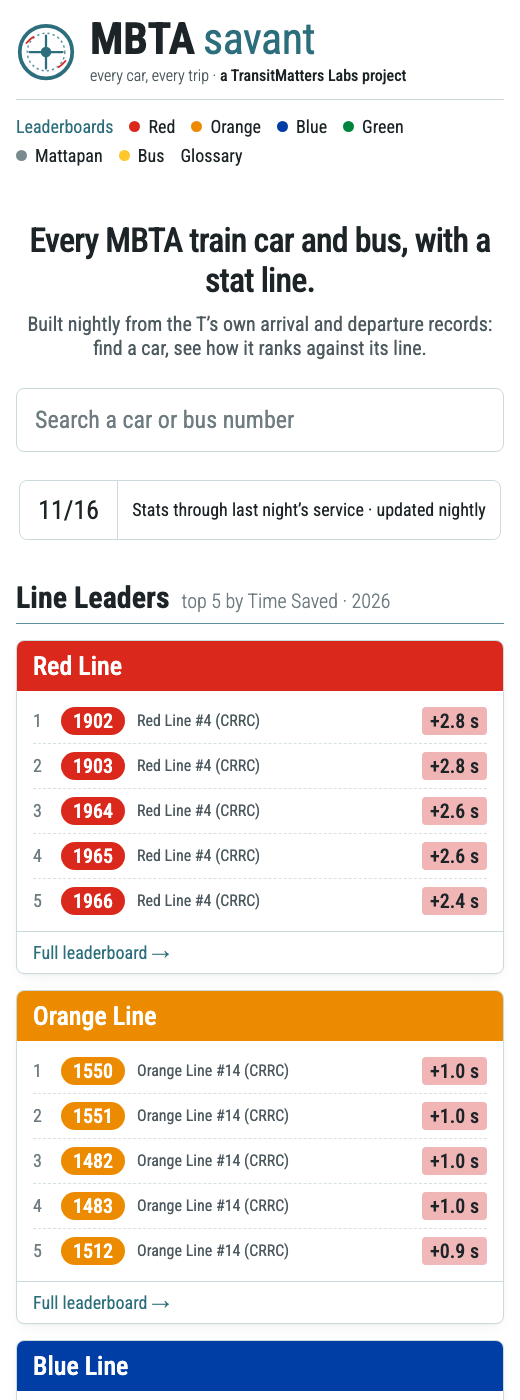 MBTA savant
every car, every trip · a TransitMatters Labs project
Leaderboards Red Orange Blue Green
Mattapan Bus Glossary
Every MBTA train car and bus, with a
stat line.
Built nightly from the T’s own arrival and departure records:
find a car, see how it ranks against its line.
Search a car or bus number
11/16 Stats through last night’s service · updated nightly
Line Leaders top 5 by Time Saved · 2026
Red Line
1 1902 Red Line #4 (CRRC) +2.8 s
2 1903 Red Line #4 (CRRC) +2.8 s
3 1964 Red Line #4 (CRRC) +2.6 s
4 1965 Red Line #4 (CRRC) +2.6 s
5 1966 Red Line #4 (CRRC) +2.4 s
Full leaderboard →
Orange Line
1 1550 Orange Line #14 (CRRC) +1.0 s
2 1551 Orange Line #14 (CRRC) +1.0 s
3 1482 Orange Line #14 (CRRC) +1.0 s
4 1483 Orange Line #14 (CRRC) +1.0 s
5 1512 Orange Line #14 (CRRC) +0.9 s
Full leaderboard →
Blue Line